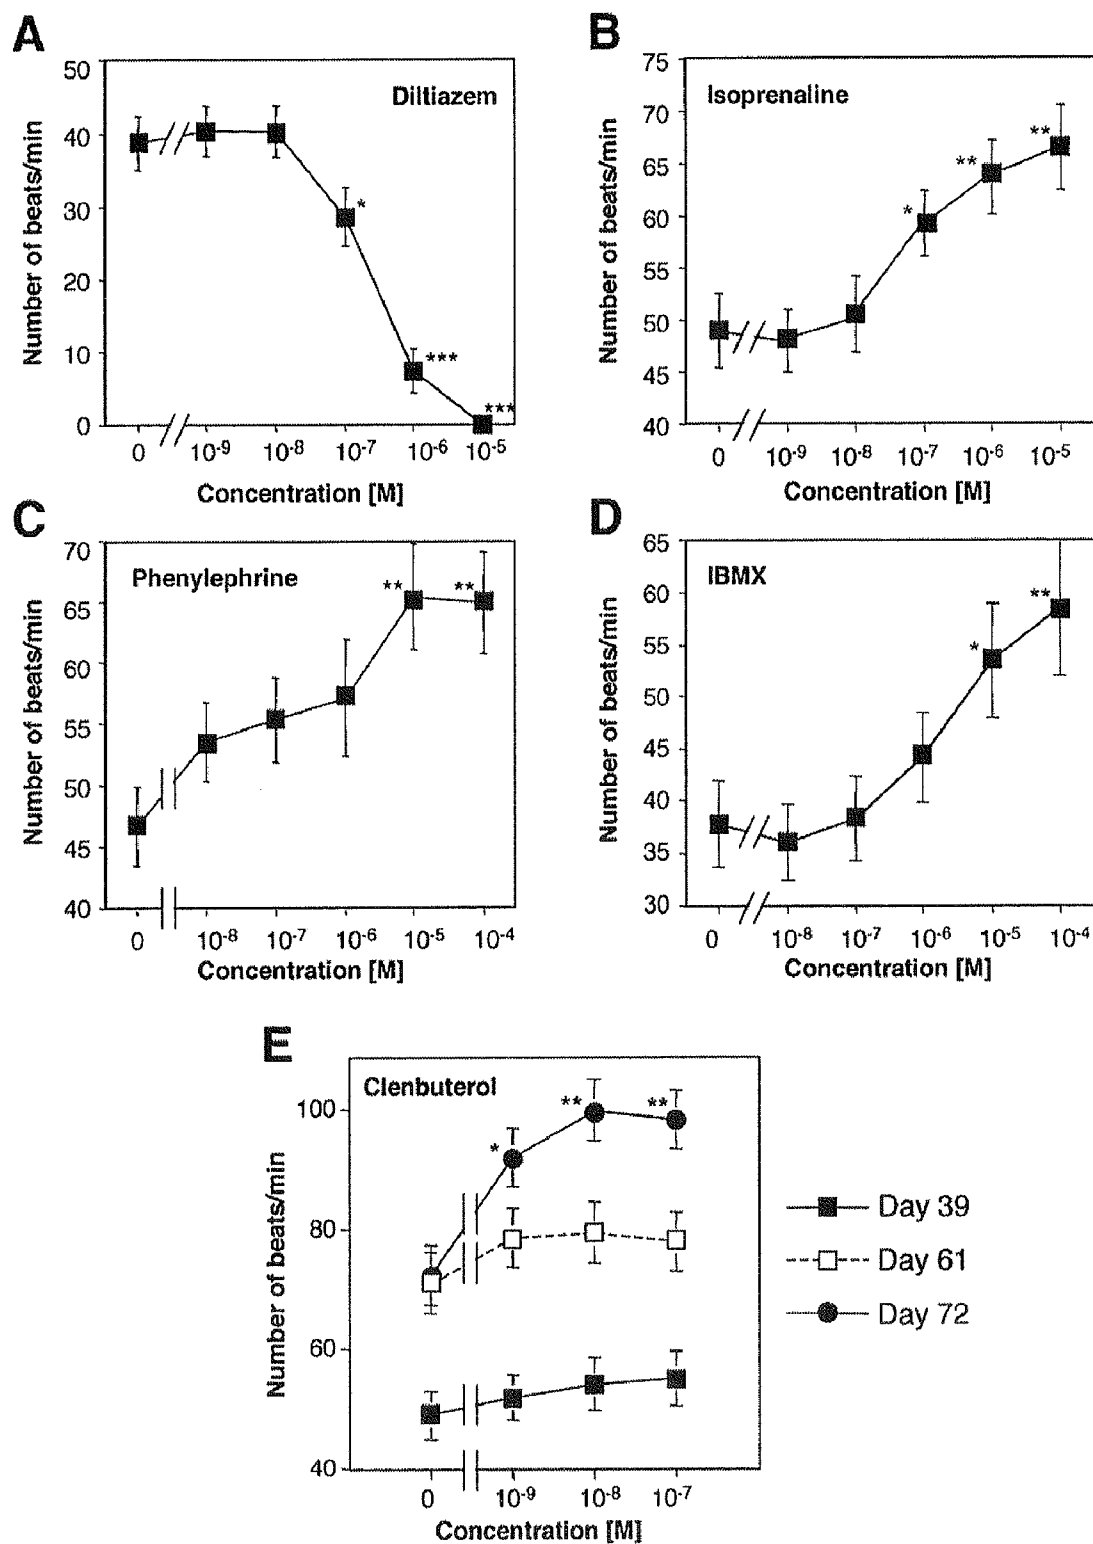 A
Diltiazem
Number of beats/min
50
40
30
20
10
0
*
***
***
0 10-9 10-8 10-7 10-6 10-5
Concentration [M]
B
Isoprenaline
Number of beats/min
75
70
65
60
55
50
45
40
*
**
**
0 10-9 10-8 10-7 10-6 10-5
Concentration [M]
C
Phenylephrine
Number of beats/min
70
65
60
55
50
45
40
** **
0 10-8 10-7 10-6 10-5 10-4
Concentration [M]
D
IBMX
Number of beats/min
65
60
55
50
45
40
35
30
*
**
0 10-8 10-7 10-6 10-5 10-4
Concentration [M]
E
Clenbuterol
Number of beats/min
100
80
60
40
*
** **
0 10-9 10-8 10-7
Concentration [M]
Day 39
Day 61
Day 72